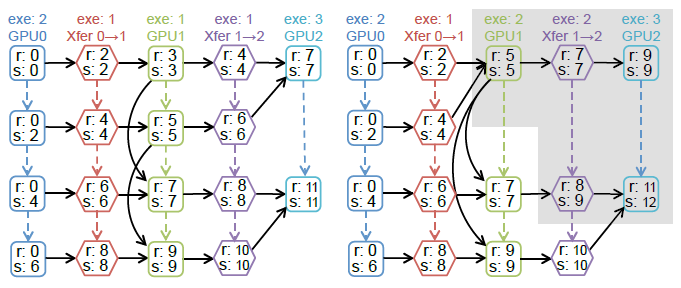 exe: 2 exe: 1 exe: 1 exe: 1 exe: 3
GPU0 Xfer 0→1 GPU1 Xfer 1→2 GPU2
r: 0 r: 2 r: 3 r: 4 r: 7
s: 0 s: 2 s: 3 s: 4 s: 7
r: 0 r: 4 r: 5 r: 6
s: 2 s: 4 s: 5 s: 6
r: 0 r: 6 r: 7 r: 8 r: 11
s: 4 s: 6 s: 7 s: 8 s: 11
r: 0 r: 8 r: 9 r: 10
s: 6 s: 8 s: 9 s: 10
exe: 2 exe: 1 exe: 2 exe: 2 exe: 3
GPU0 Xfer 0→1 GPU1 Xfer 1→2 GPU2
r: 0 r: 2 r: 5 r: 7 r: 9
s: 0 s: 2 s: 5 s: 7 s: 9
r: 0 r: 4
s: 2 s: 4
r: 0 r: 6 r: 7 r: 8 r: 11
s: 4 s: 6 s: 7 s: 9 s: 12
r: 0 r: 8 r: 9 r: 10
s: 6 s: 8 s: 9 s: 10